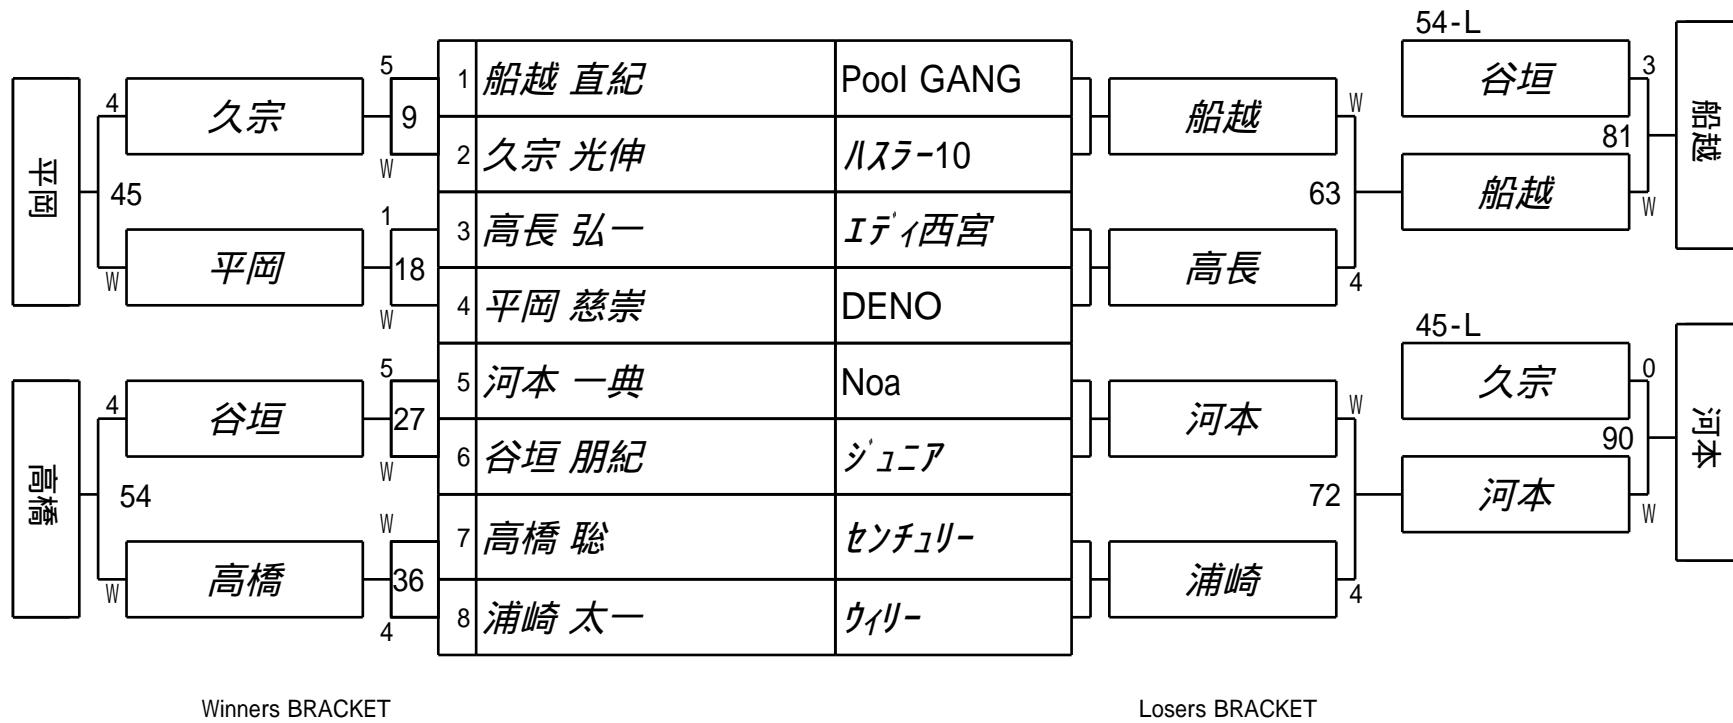 54-L
5
1 船越 直紀 Pool GANG
谷垣 3
4 久宗 9
船越 W
船越
81
2 久宗 光伸 ハスラー10
W
平岡 45
63
船越 W
1
3 高長 弘一 エディ西宮
W 平岡 18
高長 4
4 平岡 慈崇 DENO
W
45-L
5
5 河本 一典 Noa
久宗 0
4 谷垣 27
河本 W
河本
90
6 谷垣 朋紀 ジュニア
W
高橋 54
72
河本 W
W
7 高橋 聡 センチュリー
W 高橋 36
浦崎 4
8 浦崎 太一 ウィリー
4
Winners BRACKET
Losers BRACKET